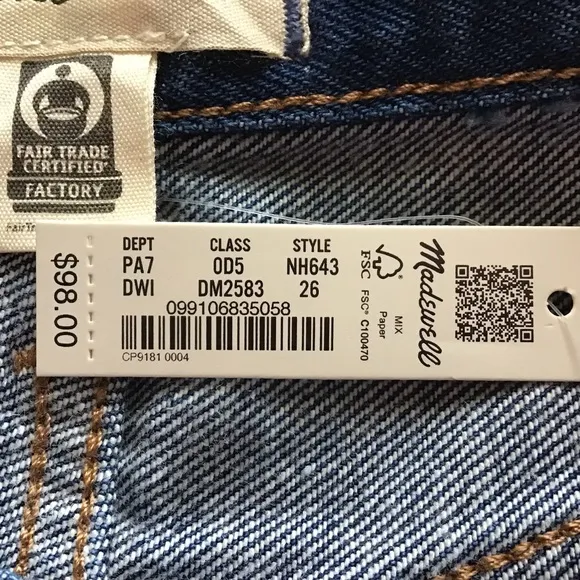 FAIR TRADE
CERTIFIED
FACTORY
$98.00
DEPT CLASS STYLE
PA7 0D5 NH643
DWI DM2583 26
099106835058
CP9181 0004
FSC
MIX
Paper
FSC® C100470
Madewell